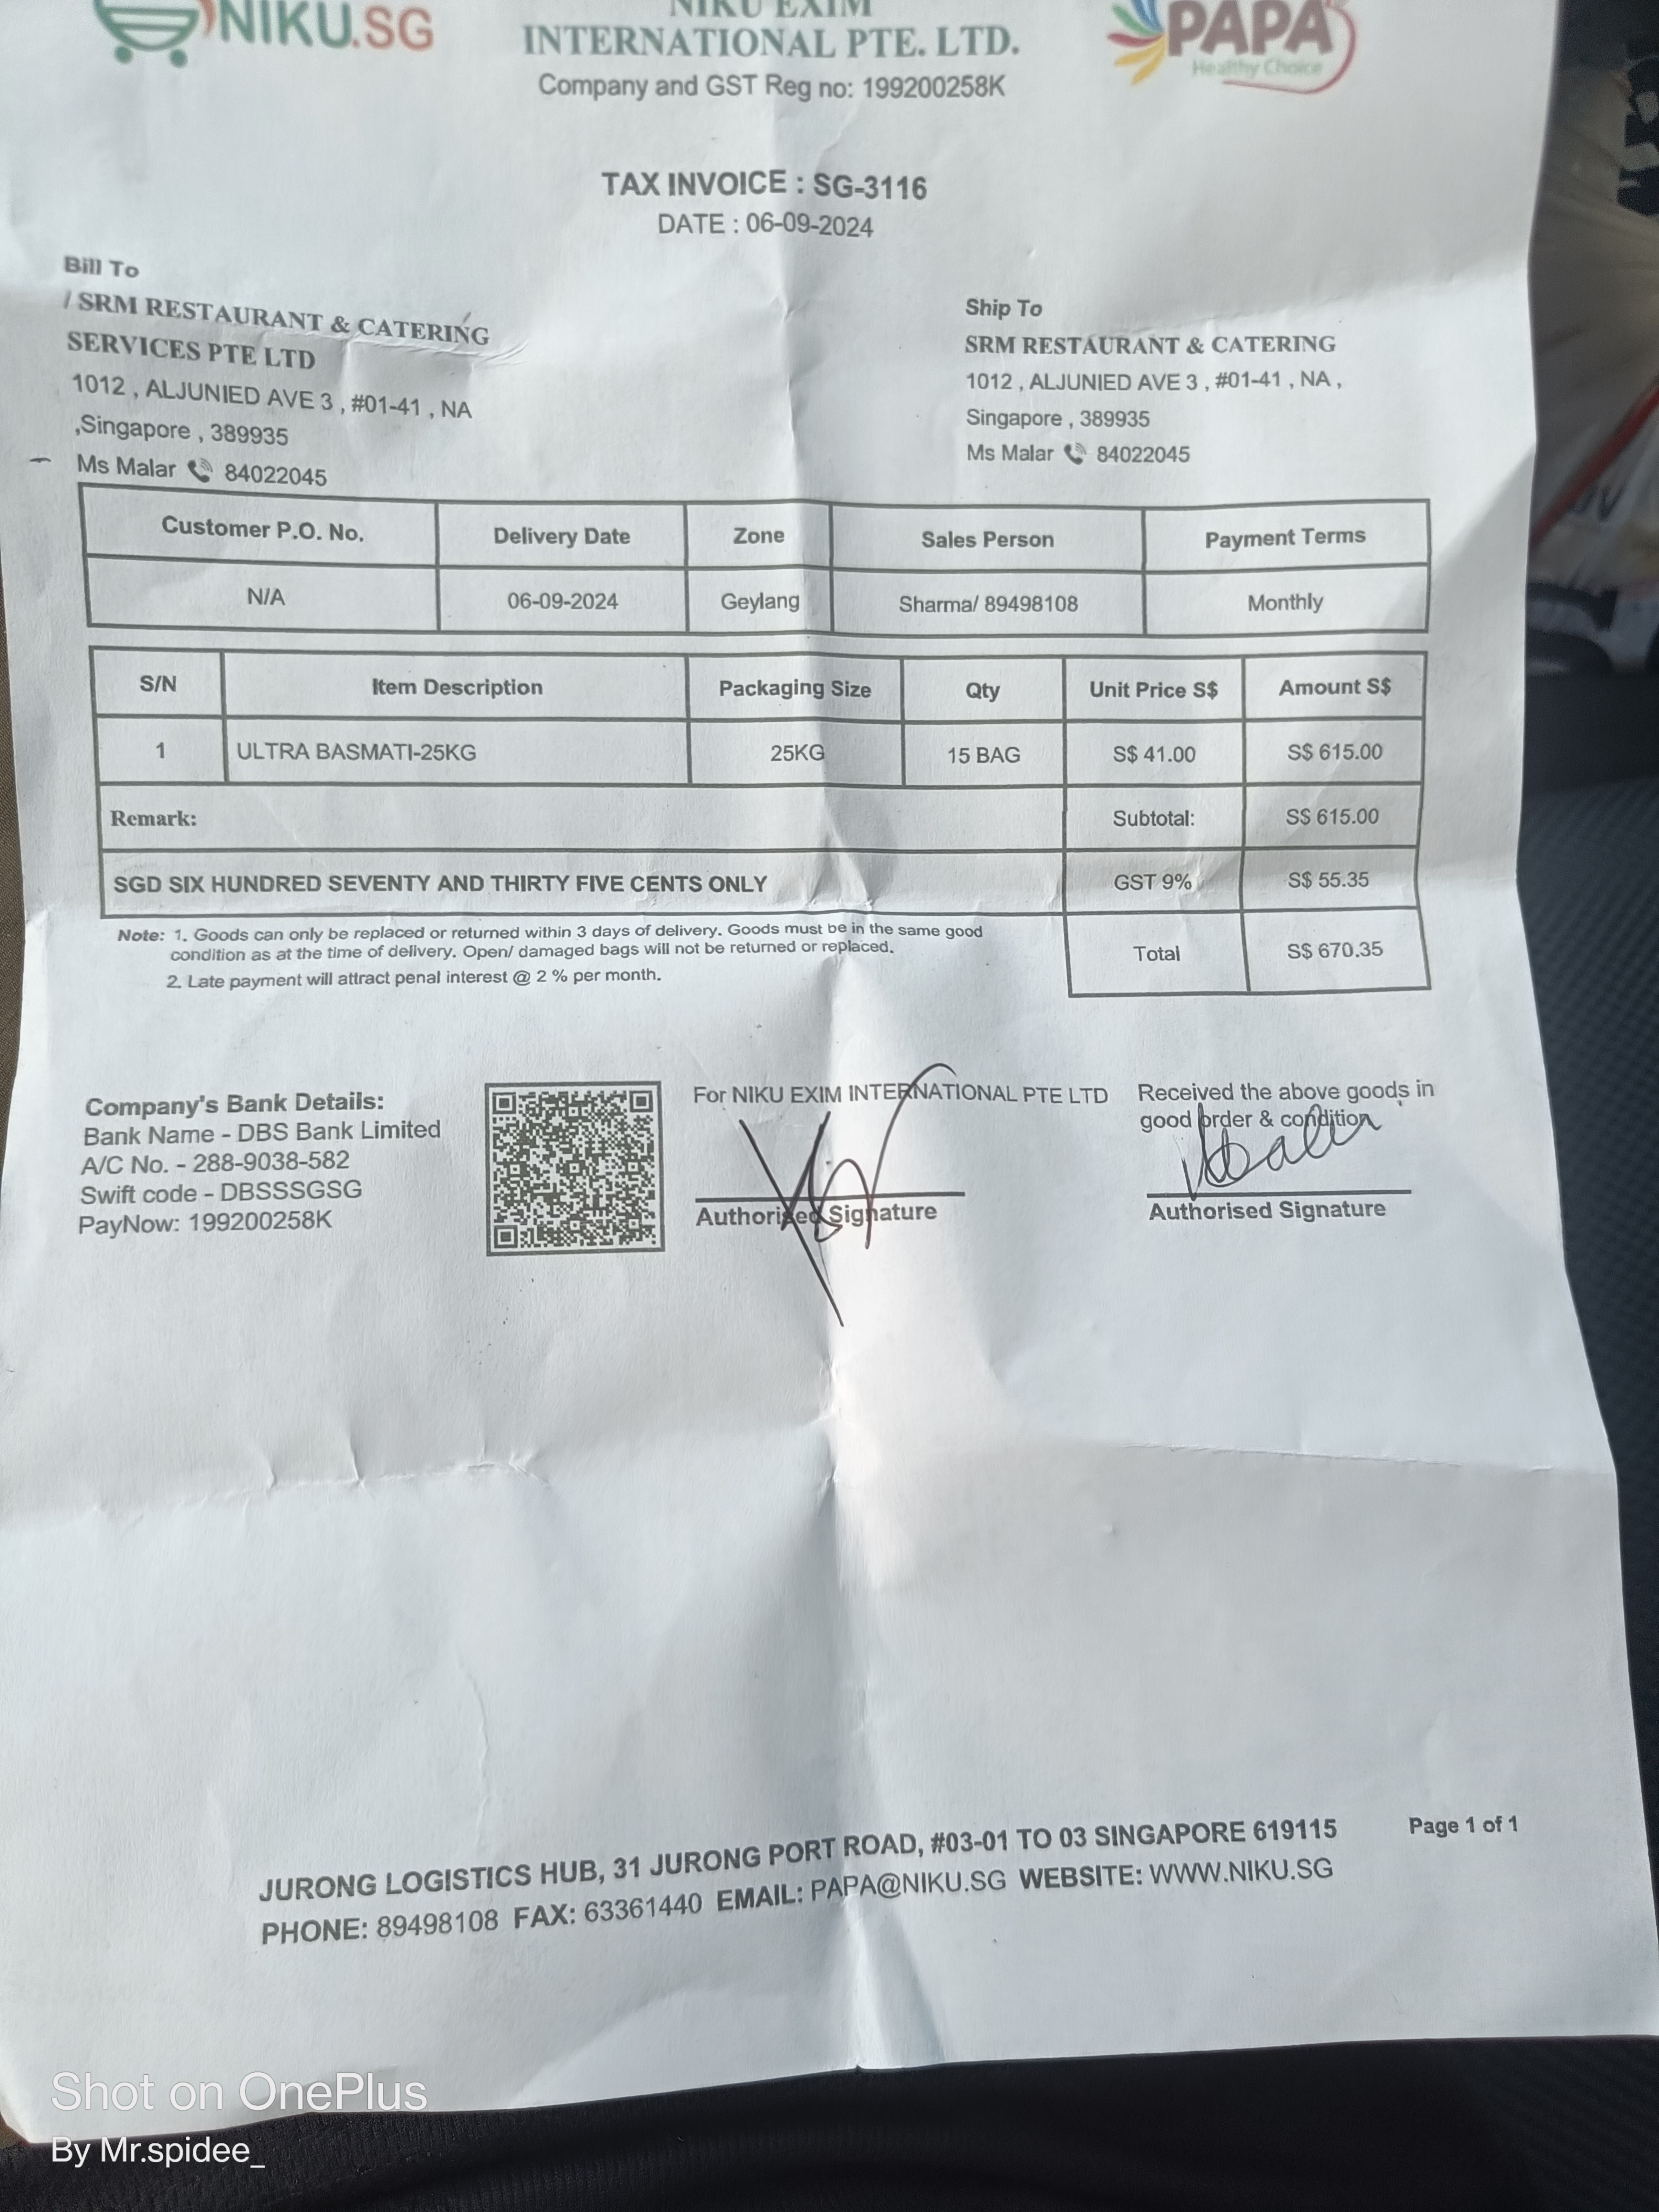 NIKU.SG
NIKU EXIM
INTERNATIONAL PTE. LTD.
Company and GST Reg no: 199200258K
PAPA
Healthy Choice
TAX INVOICE : SG-3116
DATE : 06-09-2024
Bill To
/ SRM RESTAURANT & CATERING
SERVICES PTE LTD
1012 , ALJUNIED AVE 3 , #01-41 , NA
,Singapore , 389935
Ms Malar 84022045
Ship To
SRM RESTAURANT & CATERING
1012 , ALJUNIED AVE 3 , #01-41 , NA ,
Singapore , 389935
Ms Malar 84022045
Customer P.O. No. Delivery Date Zone Sales Person Payment Terms
N/A 06-09-2024 Geylang Sharma/ 89498108 Monthly
S/N Item Description Packaging Size Qty Unit Price S$ Amount S$
1 ULTRA BASMATI-25KG 25KG 15 BAG S$ 41.00 S$ 615.00
Remark: Subtotal: S$ 615.00
SGD SIX HUNDRED SEVENTY AND THIRTY FIVE CENTS ONLY GST 9% S$ 55.35
Total S$ 670.35
Note: 1. Goods can only be replaced or returned within 3 days of delivery. Goods must be in the same good
condition as at the time of delivery. Open/ damaged bags will not be returned or replaced.
2. Late payment will attract penal interest @ 2 % per month.
Company's Bank Details:
Bank Name - DBS Bank Limited
A/C No. - 288-9038-582
Swift code - DBSSSGSG
PayNow: 199200258K
For NIKU EXIM INTERNATIONAL PTE LTD
Authorised Signature
Received the above goods in
good order & condition
Authorised Signature
JURONG LOGISTICS HUB, 31 JURONG PORT ROAD, #03-01 TO 03 SINGAPORE 619115
PHONE: 89498108 FAX: 63361440 EMAIL: PAPA@NIKU.SG WEBSITE: WWW.NIKU.SG
Page 1 of 1
Shot on OnePlus
By Mr.spidee_